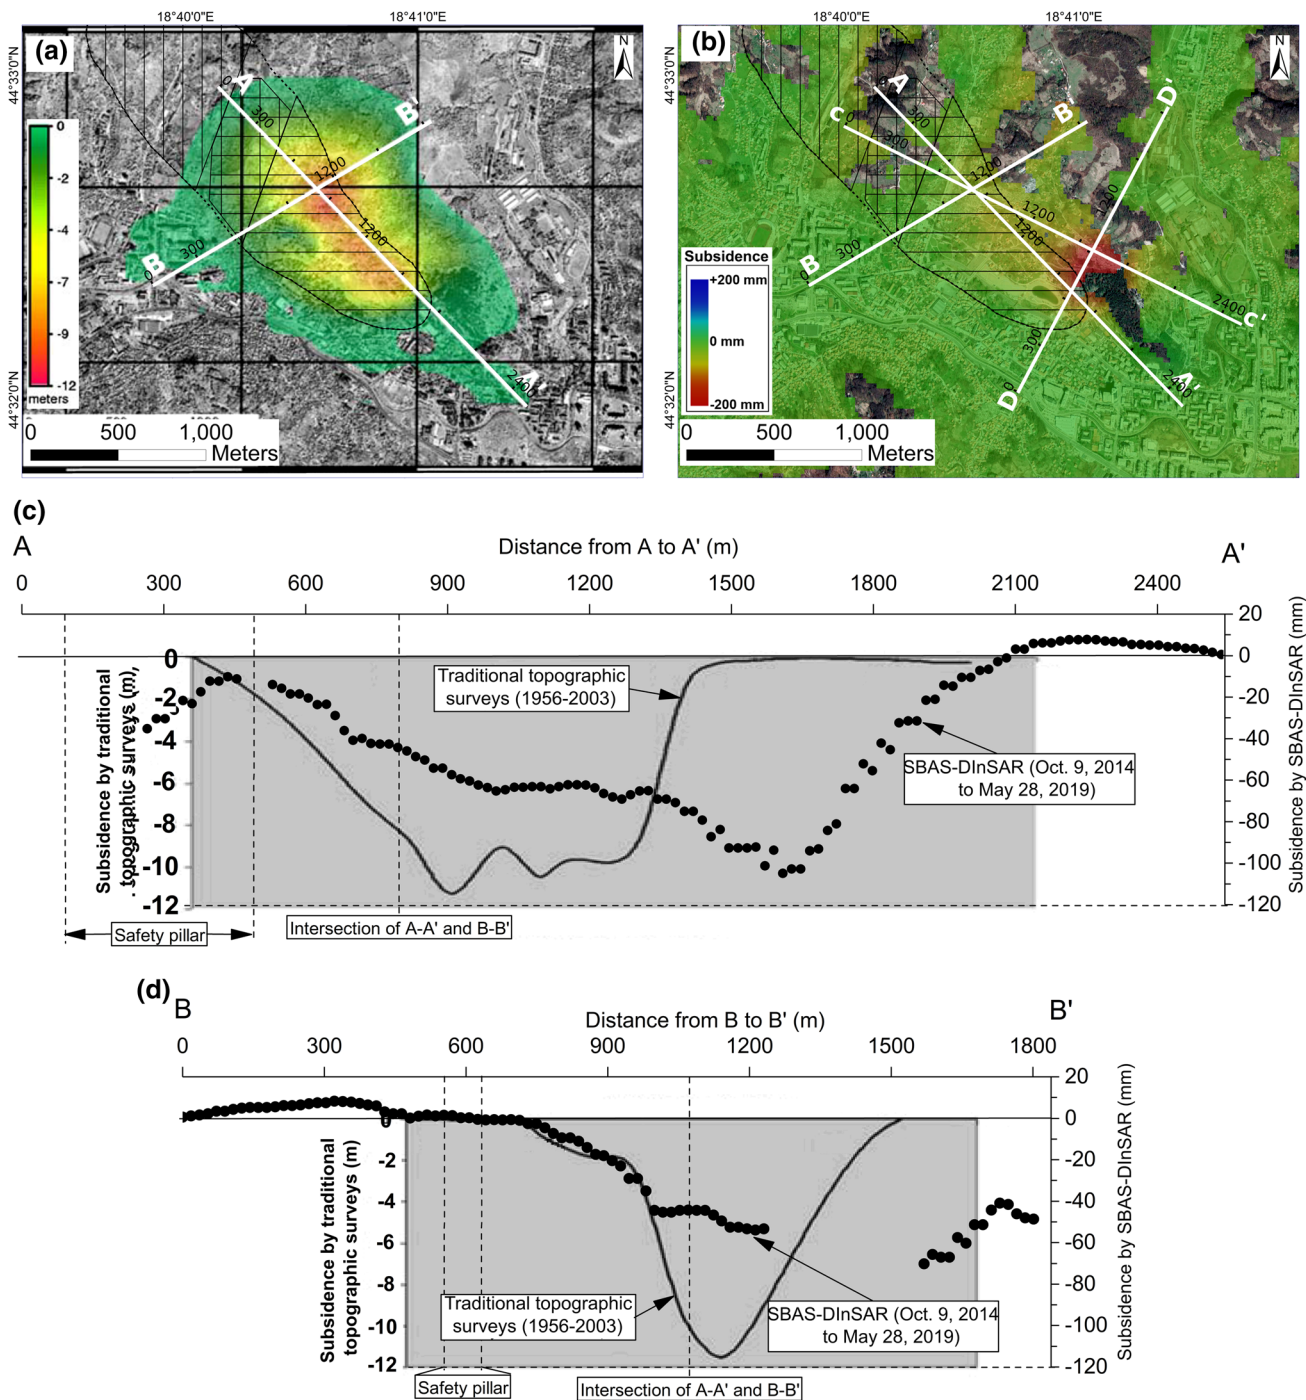 18°40'0"E
18°41'0"E
18°40'0"E
18°41'0"E
(a)
N
(b)
N
44°33'0"N
44°32'0"N
44°33'0"N
44°32'0"N
0
A
300
B'
1200
1200
B
0
300
2400
A'
0
-2
-4
-7
-9
-12
meters
0 500 1,000
Meters
A
300
C
0
300
B'
D'
1200
1200
1200
1200
B
0
300
300
D
0
2400
C'
2400
A'
Subsidence
+200 mm
0 mm
-200 mm
0 500 1,000
Meters
(c)
A
Distance from A to A' (m)
A'
0 300 600 900 1200 1500 1800 2100 2400
20
0
-20
-40
-60
-80
-100
-120
Subsidence by SBAS-DInSAR (mm)
0
-2
-4
-6
-8
-10
-12
Subsidence by traditional
topographic surveys, (m),
Traditional topographic
surveys (1956-2003)
SBAS-DInSAR (Oct. 9, 2014
to May 28, 2019)
Safety pillar
Intersection of A-A' and B-B'
(d)
B
Distance from B to B' (m)
B'
0 300 600 900 1200 1500 1800
20
0
-20
-40
-60
-80
-100
-120
Subsidence by SBAS-DInSAR (mm)
0
-2
-4
-6
-8
-10
-12
Subsidence by traditional
topographic surveys (m)
Traditional topographic
surveys (1956-2003)
SBAS-DInSAR (Oct. 9, 2014
to May 28, 2019)
Safety pillar
Intersection of A-A' and B-B'